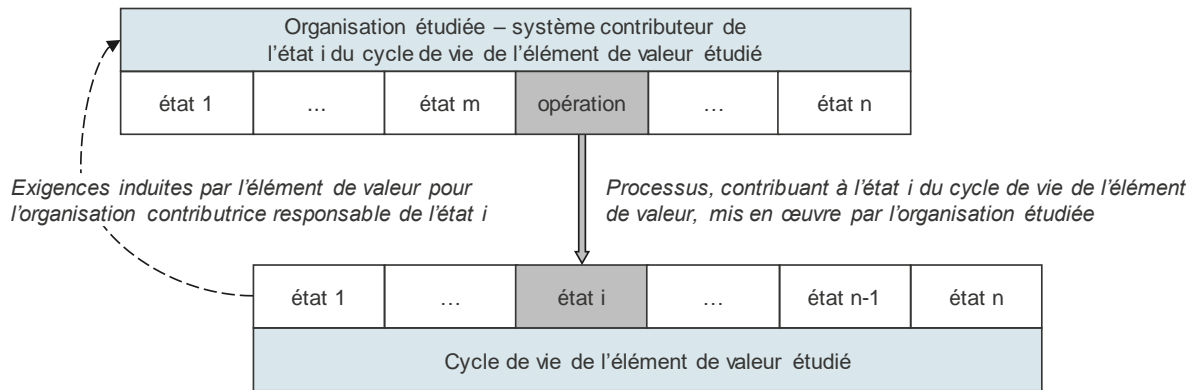 Organisation étudiée – système contributeur de
l'état i du cycle de vie de l'élément de valeur étudié
état 1 ... état m opération ... état n
Exigences induites par l'élément de valeur pour
l'organisation contributrice responsable de l'état i
Processus, contribuant à l'état i du cycle de vie de l'élément
de valeur, mis en œuvre par l'organisation étudiée
état 1 ... état i ... état n-1 état n
Cycle de vie de l'élément de valeur étudié